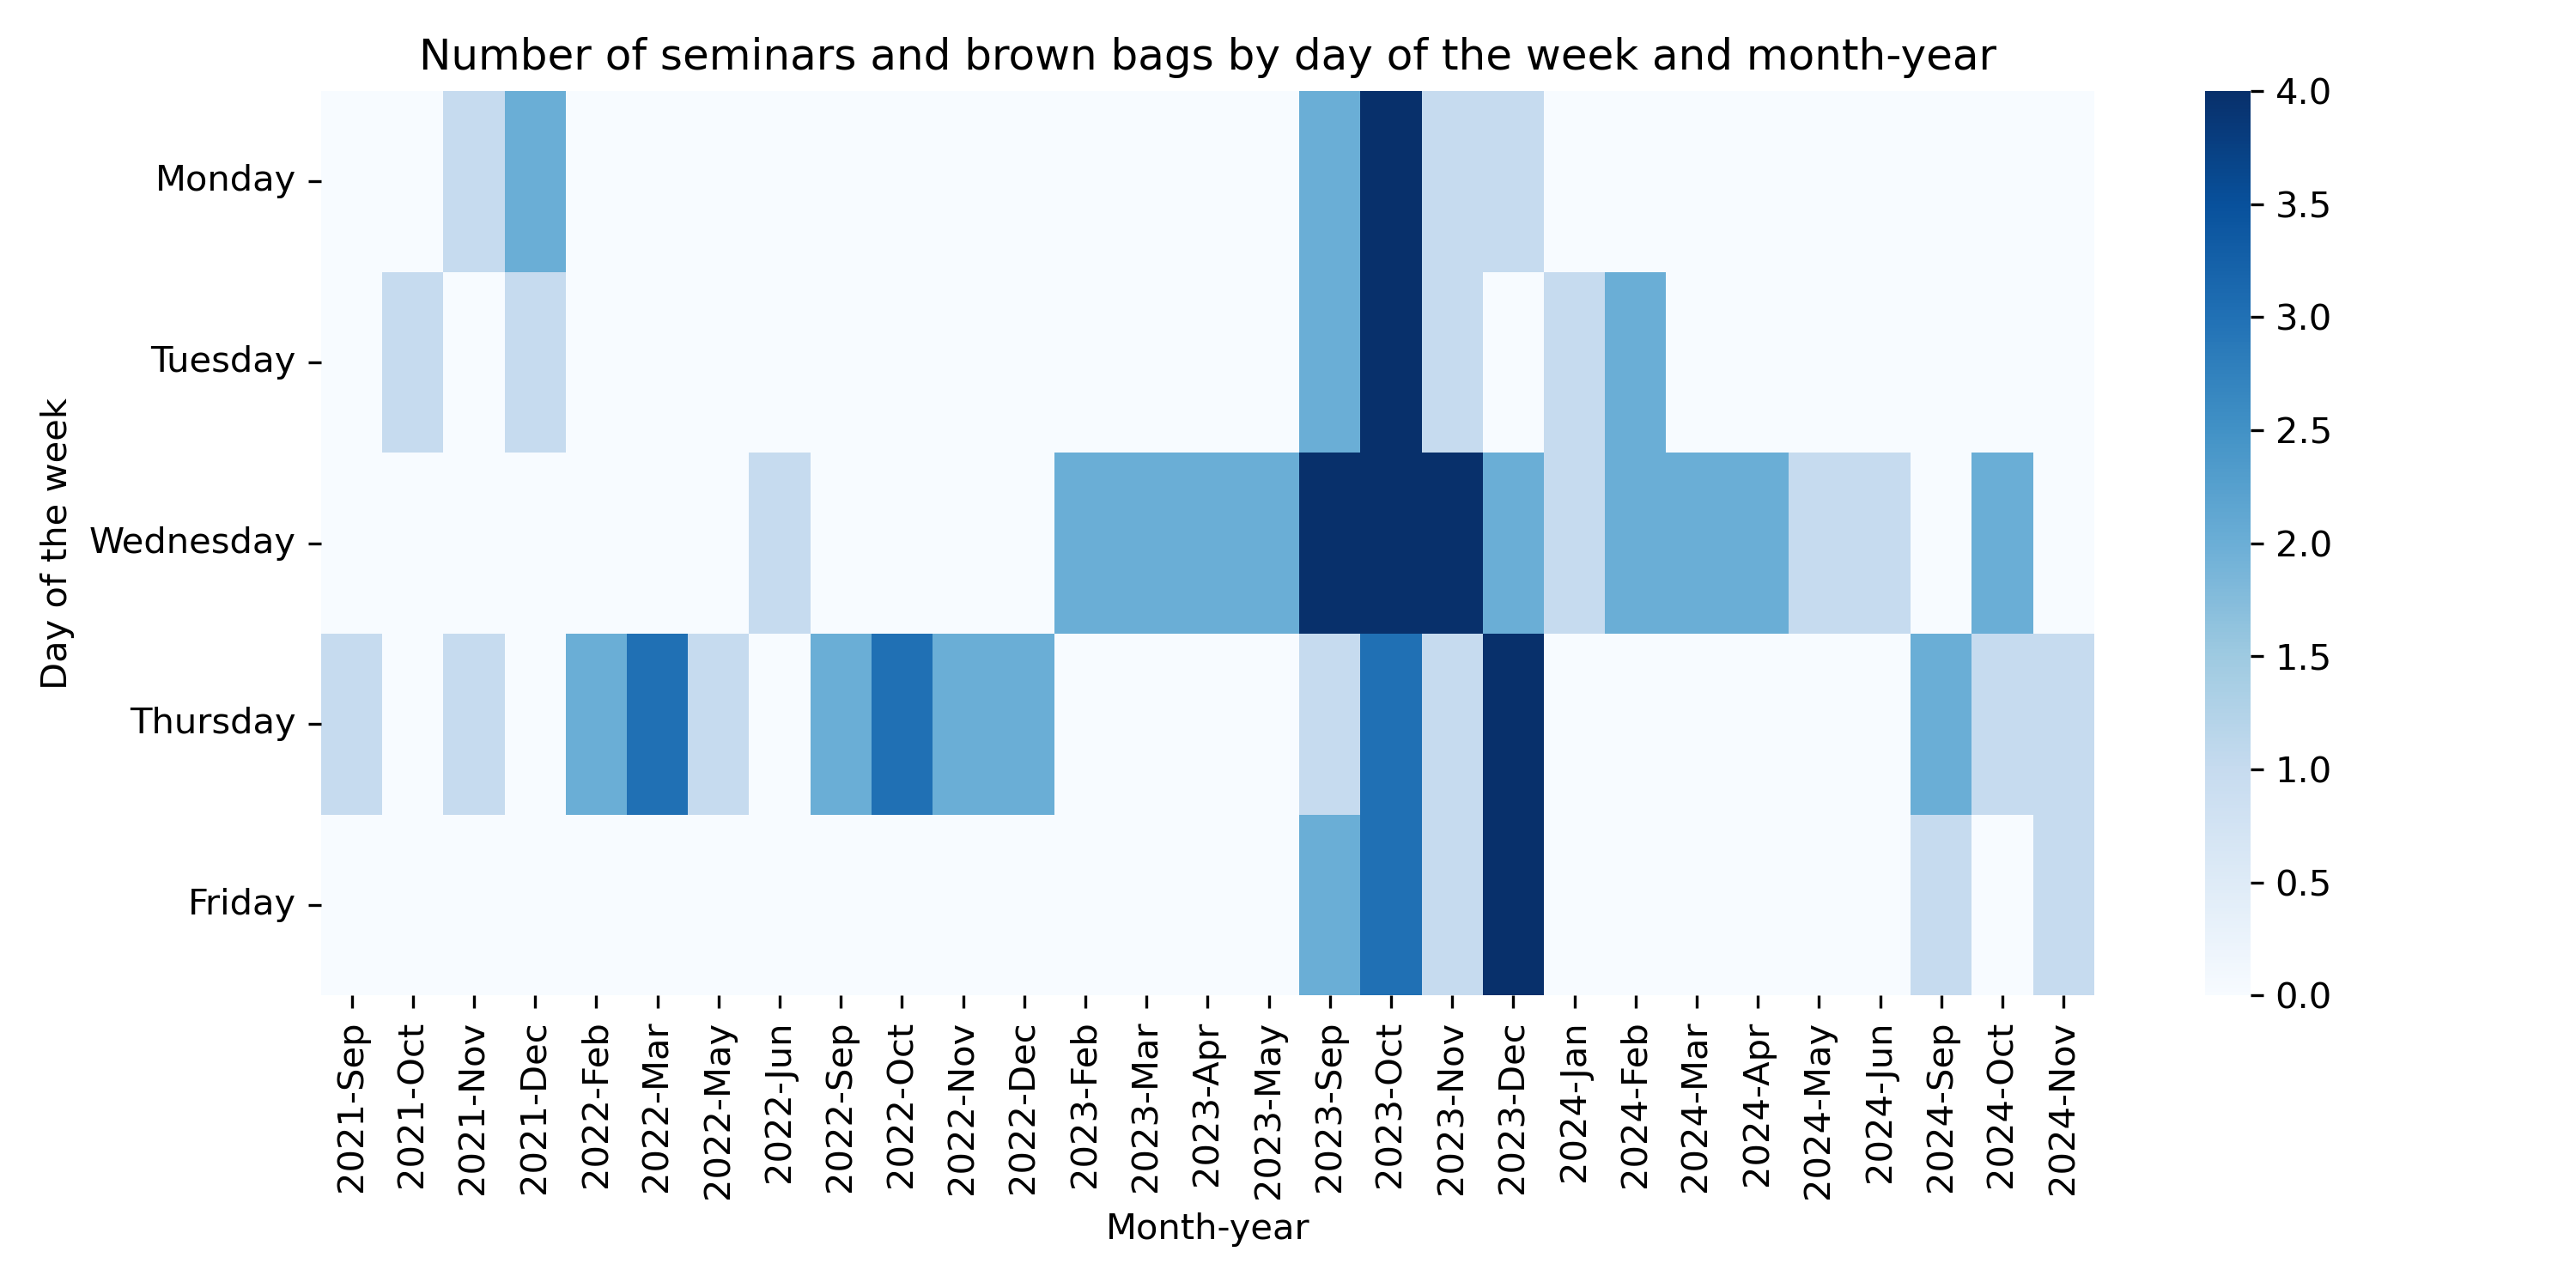 Number of seminars and brown bags by day of the week and month-year
Day of the week
Monday
Tuesday
Wednesday
Thursday
Friday
2021-Sep
2021-Oct
2021-Nov
2021-Dec
2022-Feb
2022-Mar
2022-May
2022-Jun
2022-Sep
2022-Oct
2022-Nov
2022-Dec
2023-Feb
2023-Mar
2023-Apr
2023-May
2023-Sep
2023-Oct
2023-Nov
2023-Dec
2024-Jan
2024-Feb
2024-Mar
2024-Apr
2024-May
2024-Jun
2024-Sep
2024-Oct
2024-Nov
Month-year
4.0
3.5
3.0
2.5
2.0
1.5
1.0
0.5
0.0